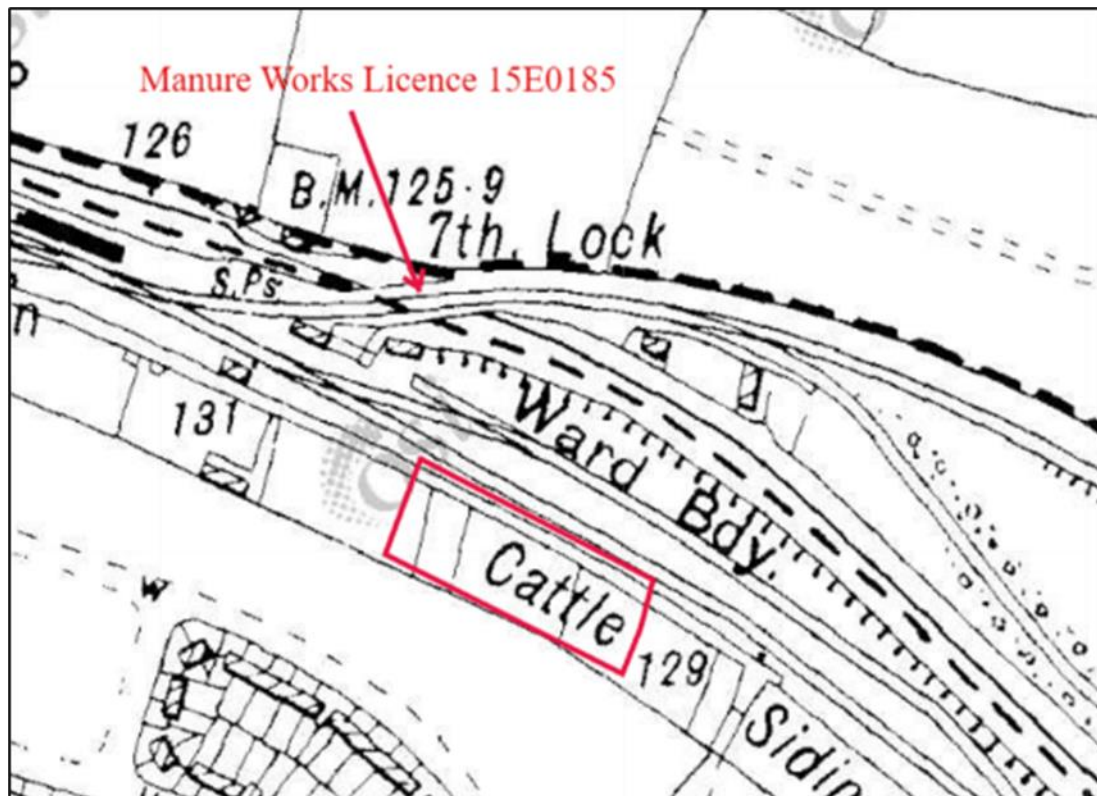 Manure Works Licence 15E0185
126
B.M.125·9
7th. Lock
S.Ps
n
131
Ward Bdy.
Cattle
W
129
Sidin